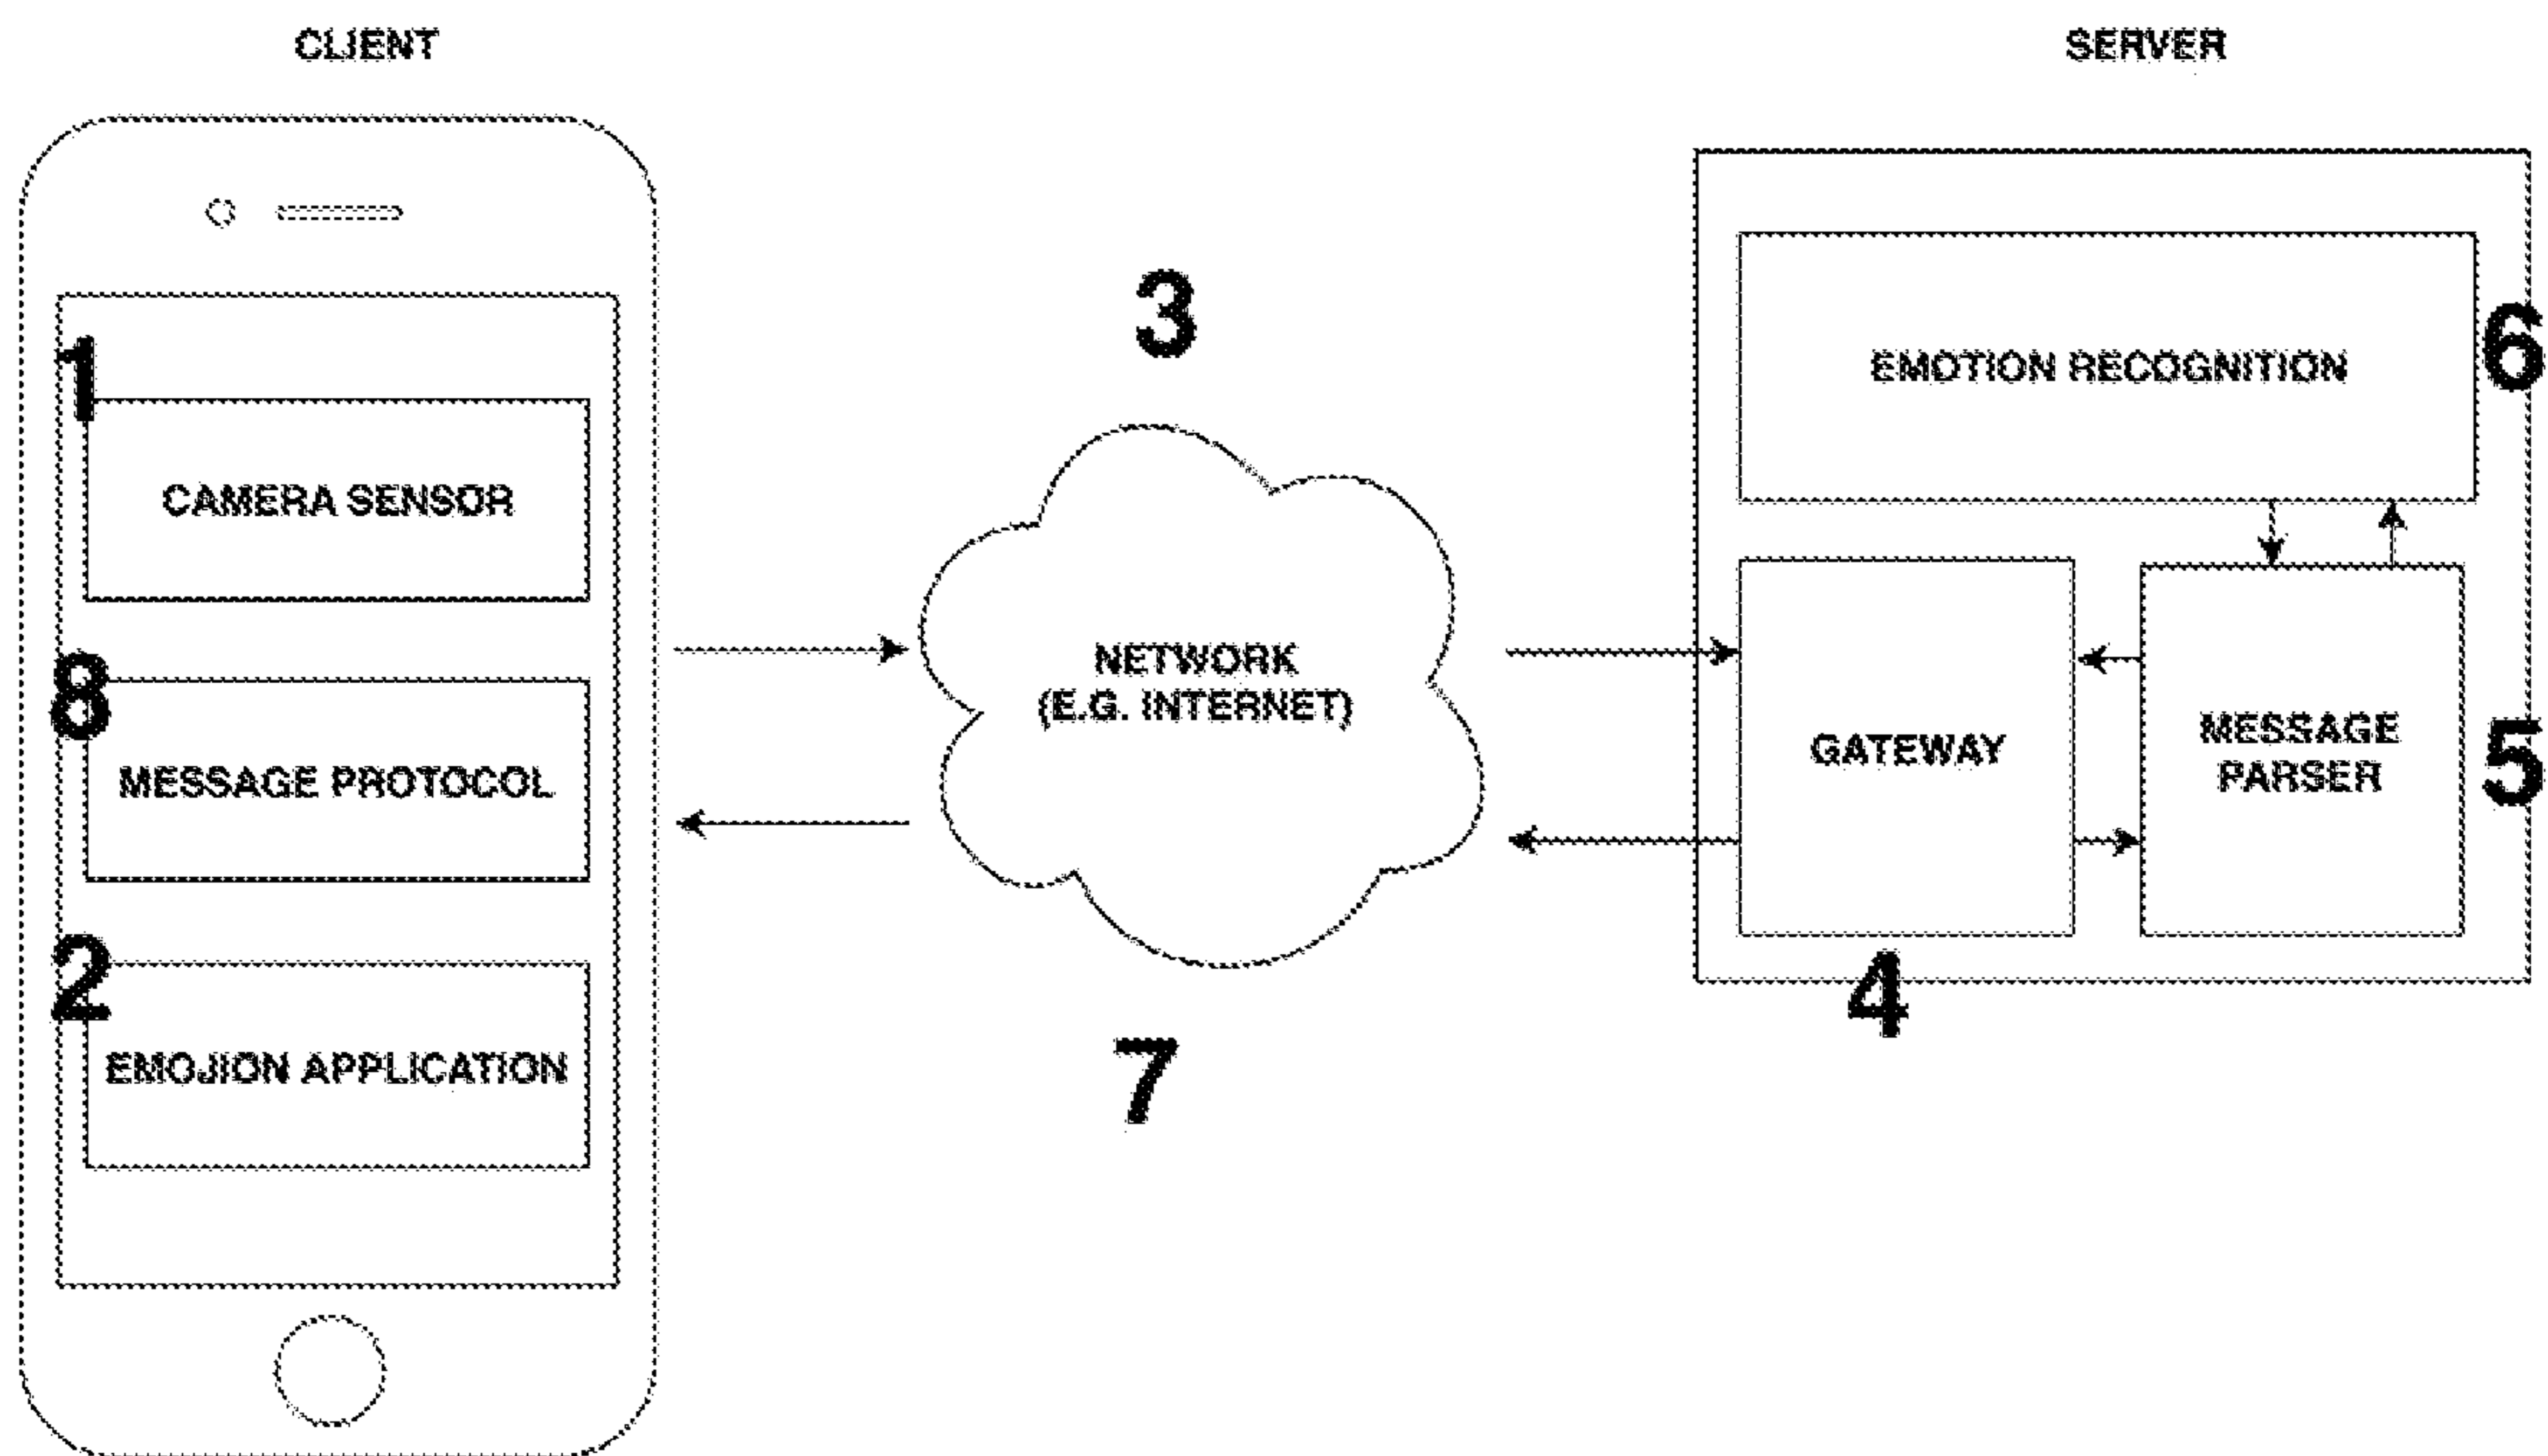 CLIENT
SERVER
1
CAMERA SENSOR
8
MESSAGE PROTOCOL
2
EMOJION APPLICATION
3
NETWORK
(E.G. INTERNET)
7
6
EMOTION RECOGNITION
GATEWAY
4
MESSAGE
PARSER
5